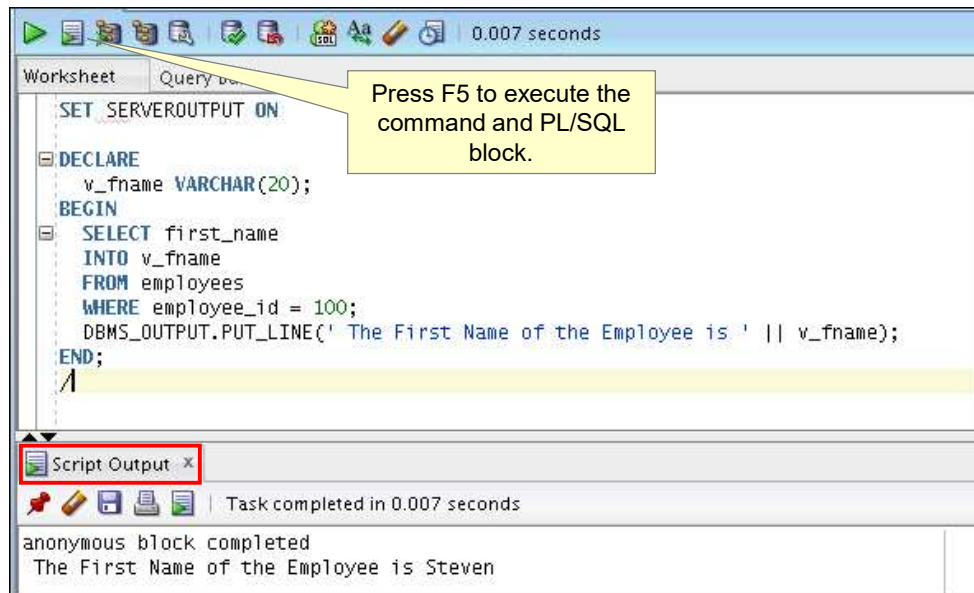 0.007 seconds
Worksheet Query
Press F5 to execute the
command and PL/SQL
block.
SET SERVEROUTPUT ON
DECLARE
v_fname VARCHAR(20);
BEGIN
SELECT first_name
INTO v_fname
FROM employees
WHERE employee_id = 100;
DBMS_OUTPUT.PUT_LINE(' The First Name of the Employee is ' || v_fname);
END;
/
Script Output x
Task completed in 0.007 seconds
anonymous block completed
The First Name of the Employee is Steven